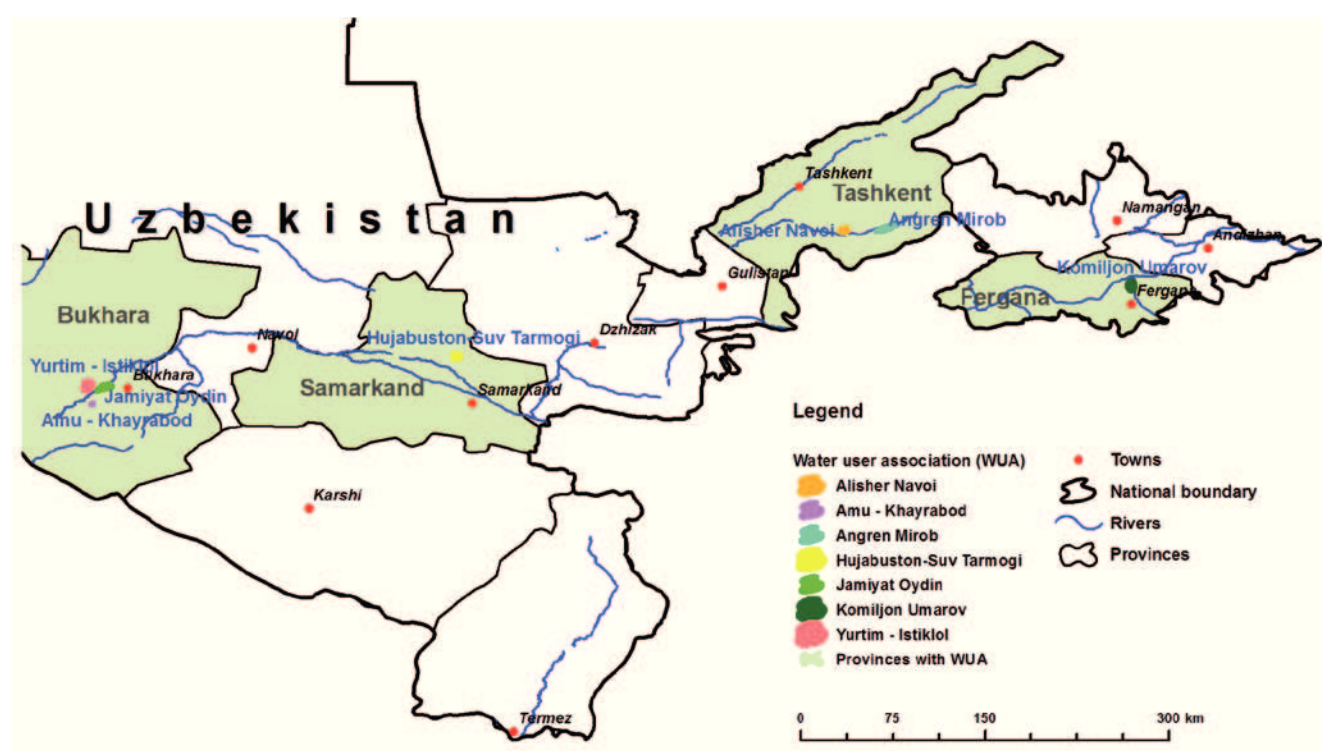 Uzbekistan
Tashkent
Tashkent
Alisher Navoi
Angren Mirob
Namangan
Andizhan
Komiljon Umarov
Gulistan
Fergana
Fergana
Bukhara
Navoi
Hujabuston-Suv Tarmogi
Dzhizak
Yurtim - Istiklol
Bukhara
Jamiyat Oydin
Amu - Khayrabod
Samarkand
Samarkand
Karshi
Termez
Legend
Water user association (WUA)
Alisher Navoi
Amu - Khayrabod
Angren Mirob
Hujabuston-Suv Tarmogi
Jamiyat Oydin
Komiljon Umarov
Yurtim - Istiklol
Provinces with WUA
Towns
National boundary
Rivers
Provinces
0 75 150 300 km